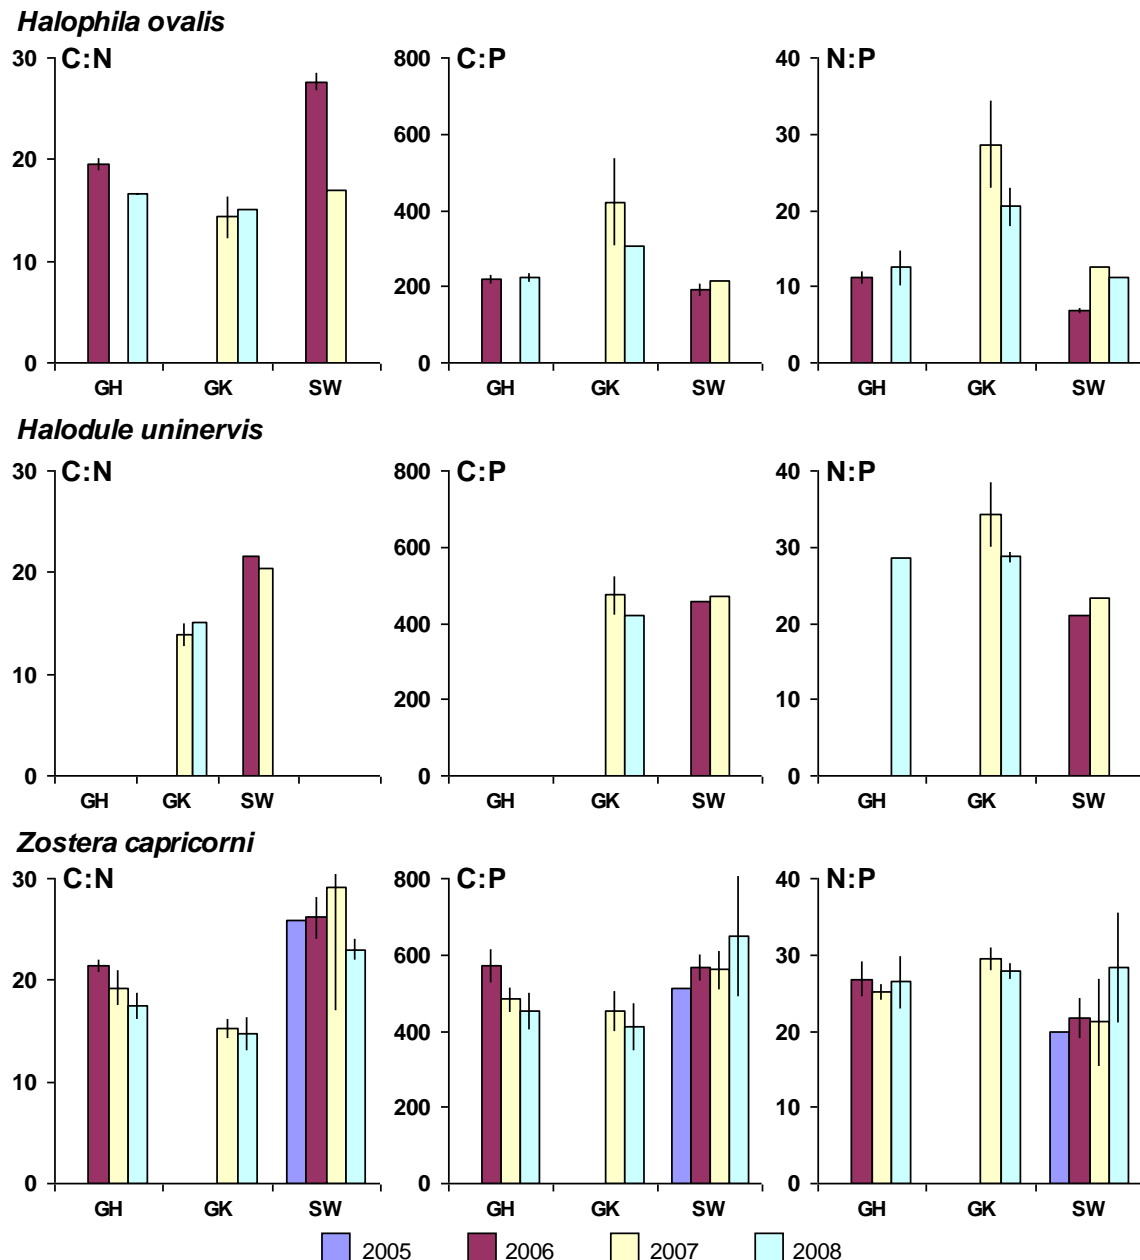 Halophila ovalis
C:N C:P N:P
30 800 40
20 600 30
10 400 20
0 200 10
0 0
GH GK SW GH GK SW GH GK SW
Halodule uninervis
C:N C:P N:P
30 800 40
20 600 30
10 400 20
0 200 10
0 0
GH GK SW GH GK SW GH GK SW
Zostera capricorni
C:N C:P N:P
30 800 40
20 600 30
10 400 20
0 200 10
0 0
GH GK SW GH GK SW GH GK SW
2005 2006 2007 2008